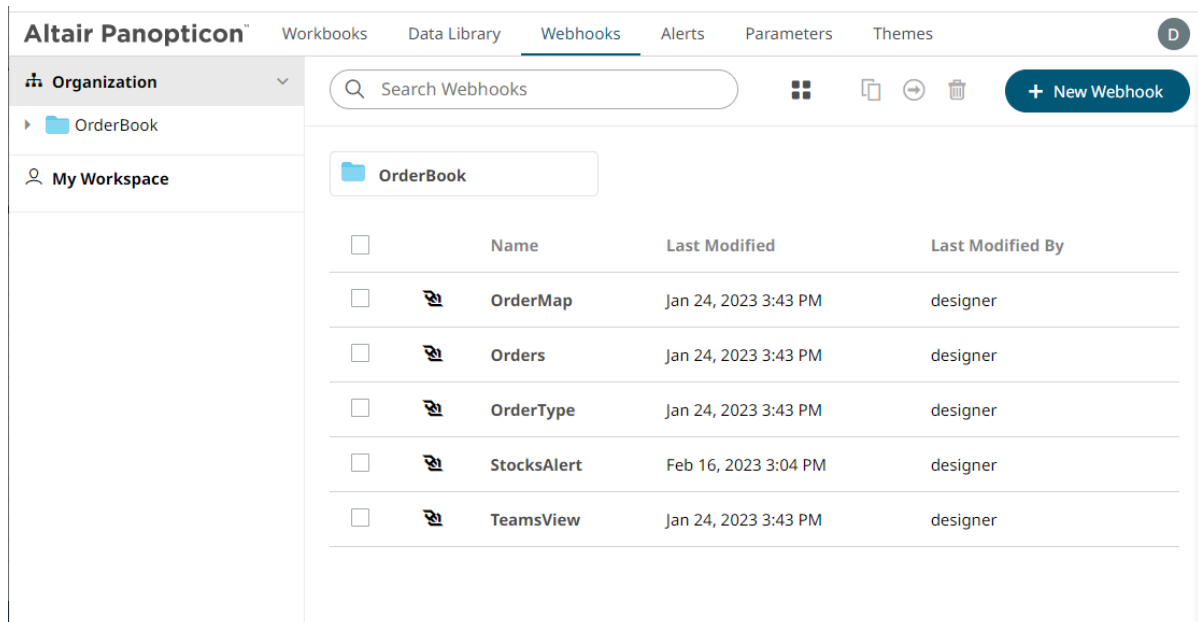 Altair Panopticon™ Workbooks Data Library Webhooks Alerts Parameters Themes D
Organization
OrderBook
My Workspace
Search Webhooks + New Webhook
OrderBook
Name Last Modified Last Modified By
OrderMap Jan 24, 2023 3:43 PM designer
Orders Jan 24, 2023 3:43 PM designer
OrderType Jan 24, 2023 3:43 PM designer
StocksAlert Feb 16, 2023 3:04 PM designer
TeamsView Jan 24, 2023 3:43 PM designer